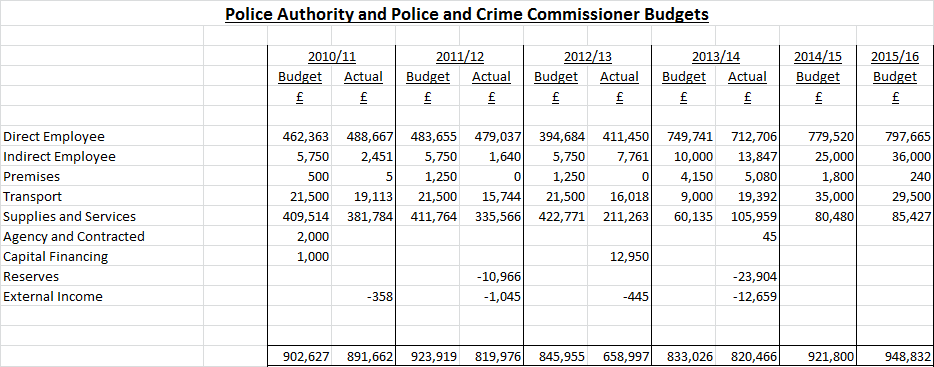 Police Authority and Police and Crime Commissioner Budgets
2010/11 2011/12 2012/13 2013/14 2014/15 2015/16
Budget Actual Budget Actual Budget Actual Budget Actual Budget Budget
£ £ £ £ £ £ £ £ £ £
Direct Employee 462,363 488,667 483,655 479,037 394,684 411,450 749,741 712,706 779,520 797,665
Indirect Employee 5,750 2,451 5,750 1,640 5,750 7,761 10,000 13,847 25,000 36,000
Premises 500 5 1,250 0 1,250 0 4,150 5,080 1,800 240
Transport 21,500 19,113 21,500 15,744 21,500 16,018 9,000 19,392 35,000 29,500
Supplies and Services 409,514 381,784 411,764 335,566 422,771 211,263 60,135 105,959 80,480 85,427
Agency and Contracted 2,000 45
Capital Financing 1,000 12,950
Reserves -10,966 -23,904
External Income -358 -1,045 -445 -12,659
902,627 891,662 923,919 819,976 845,955 658,997 833,026 820,466 921,800 948,832